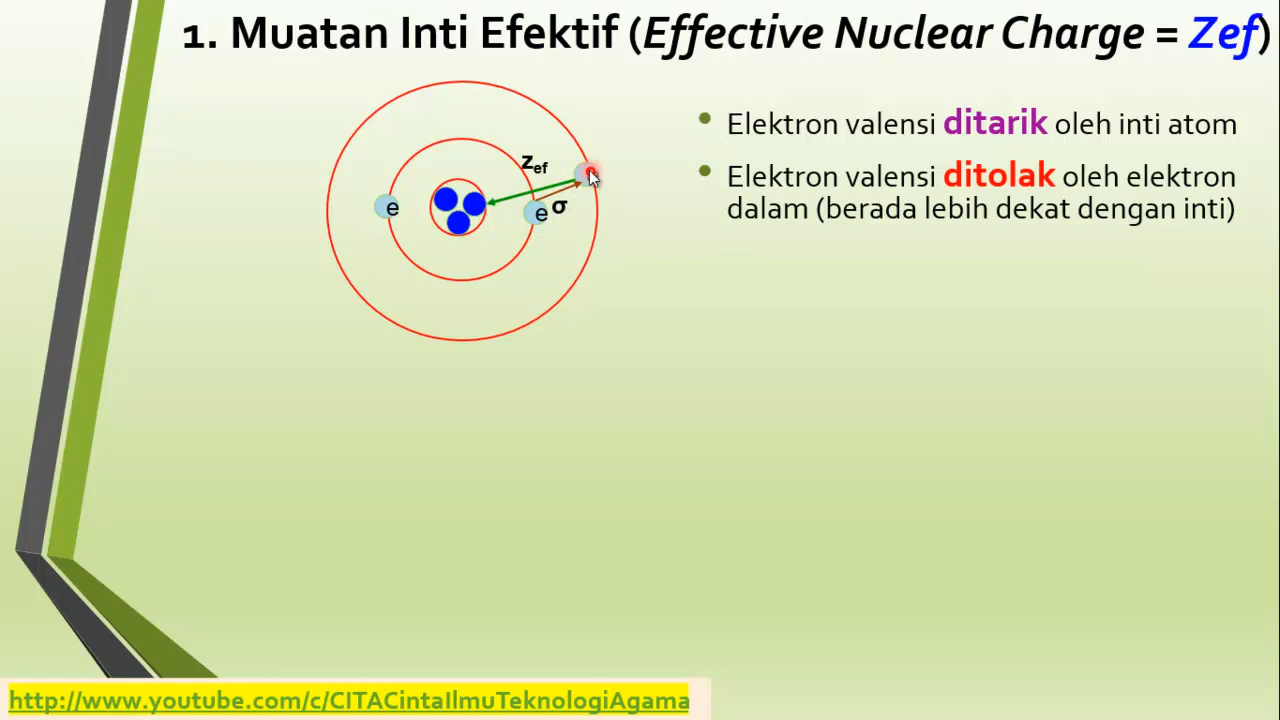 1. Muatan Inti Efektif (Effective Nuclear Charge = Zef)
• Elektron valensi ditarik oleh inti atom
• Elektron valensi ditolak oleh elektron
dalam (berada lebih dekat dengan inti)
zef
e
e
σ
http://www.youtube.com/c/CITACintaIlmuTeknologiAgama